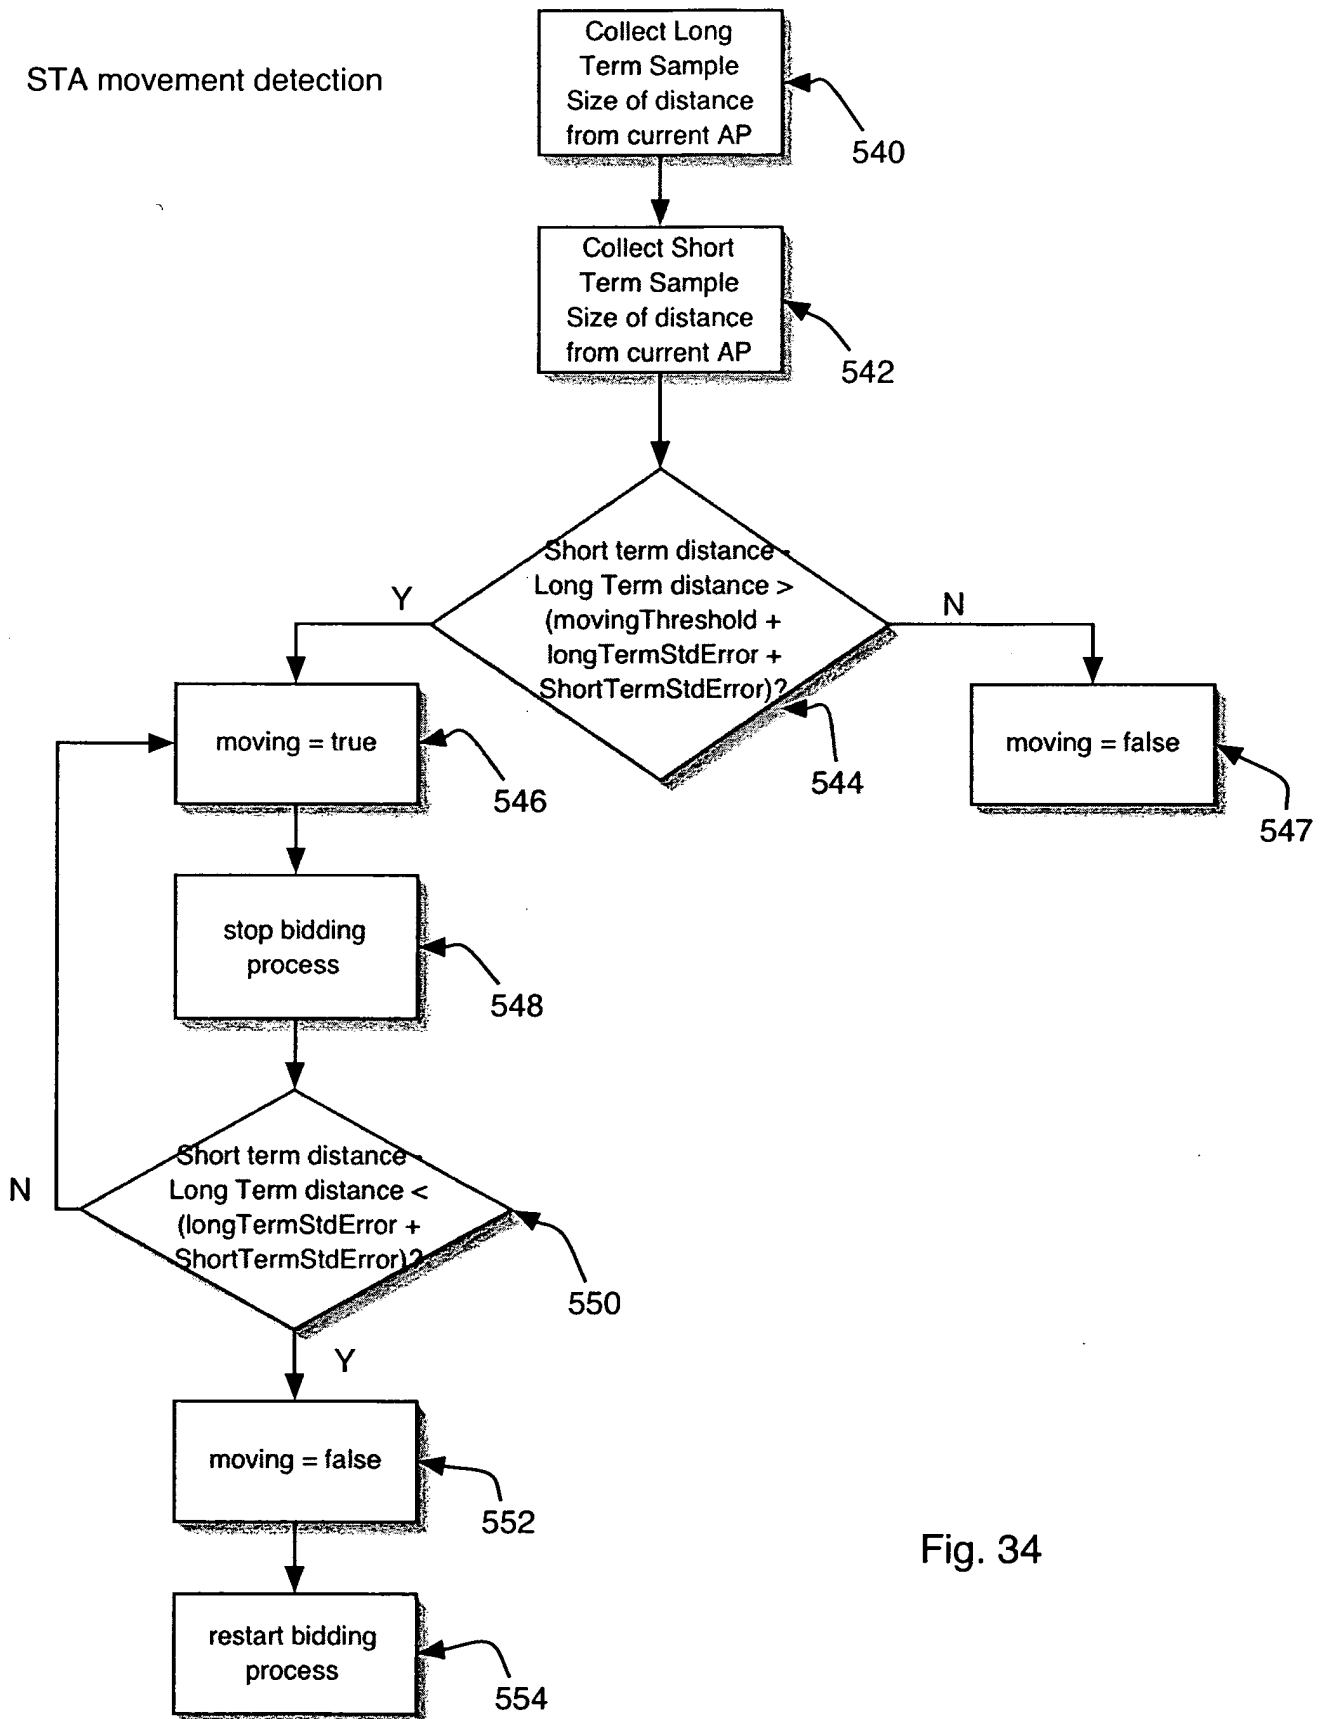 STA movement detection
Collect Long
Term Sample
Size of distance
from current AP
540
Collect Short
Term Sample
Size of distance
from current AP
542
Short term distance -
Long Term distance >
(movingThreshold +
longTermStdError +
ShortTermStdError)?
544
Y
N
moving = true
546
moving = false
547
stop bidding
process
548
Short term distance -
Long Term distance <
(longTermStdError +
ShortTermStdError)?
550
N
Y
moving = false
552
restart bidding
process
554
Fig. 34